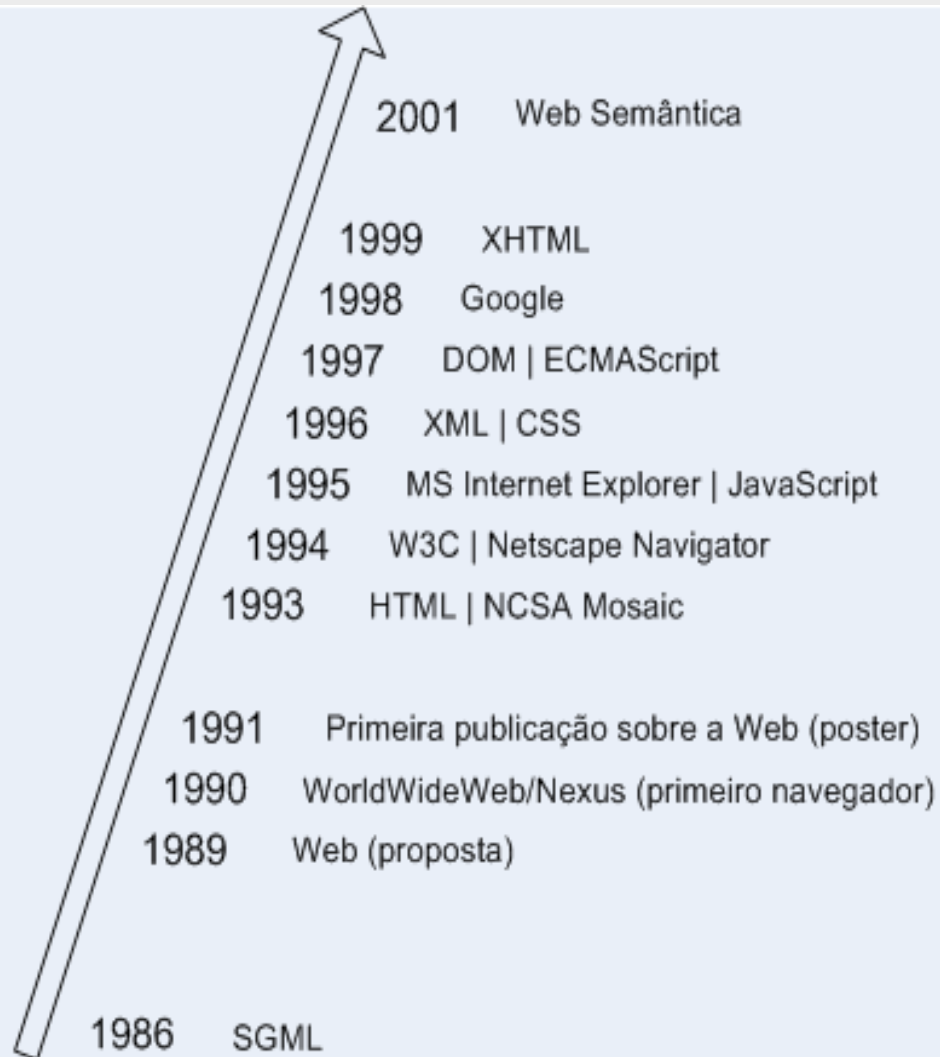 2001 Web Semântica
1999 XHTML
1998 Google
1997 DOM | ECMAScript
1996 XML | CSS
1995 MS Internet Explorer | JavaScript
1994 W3C | Netscape Navigator
1993 HTML | NCSA Mosaic
1991 Primeira publicação sobre a Web (poster)
1990 WorldWideWeb/Nexus (primeiro navegador)
1989 Web (proposta)
1986 SGML